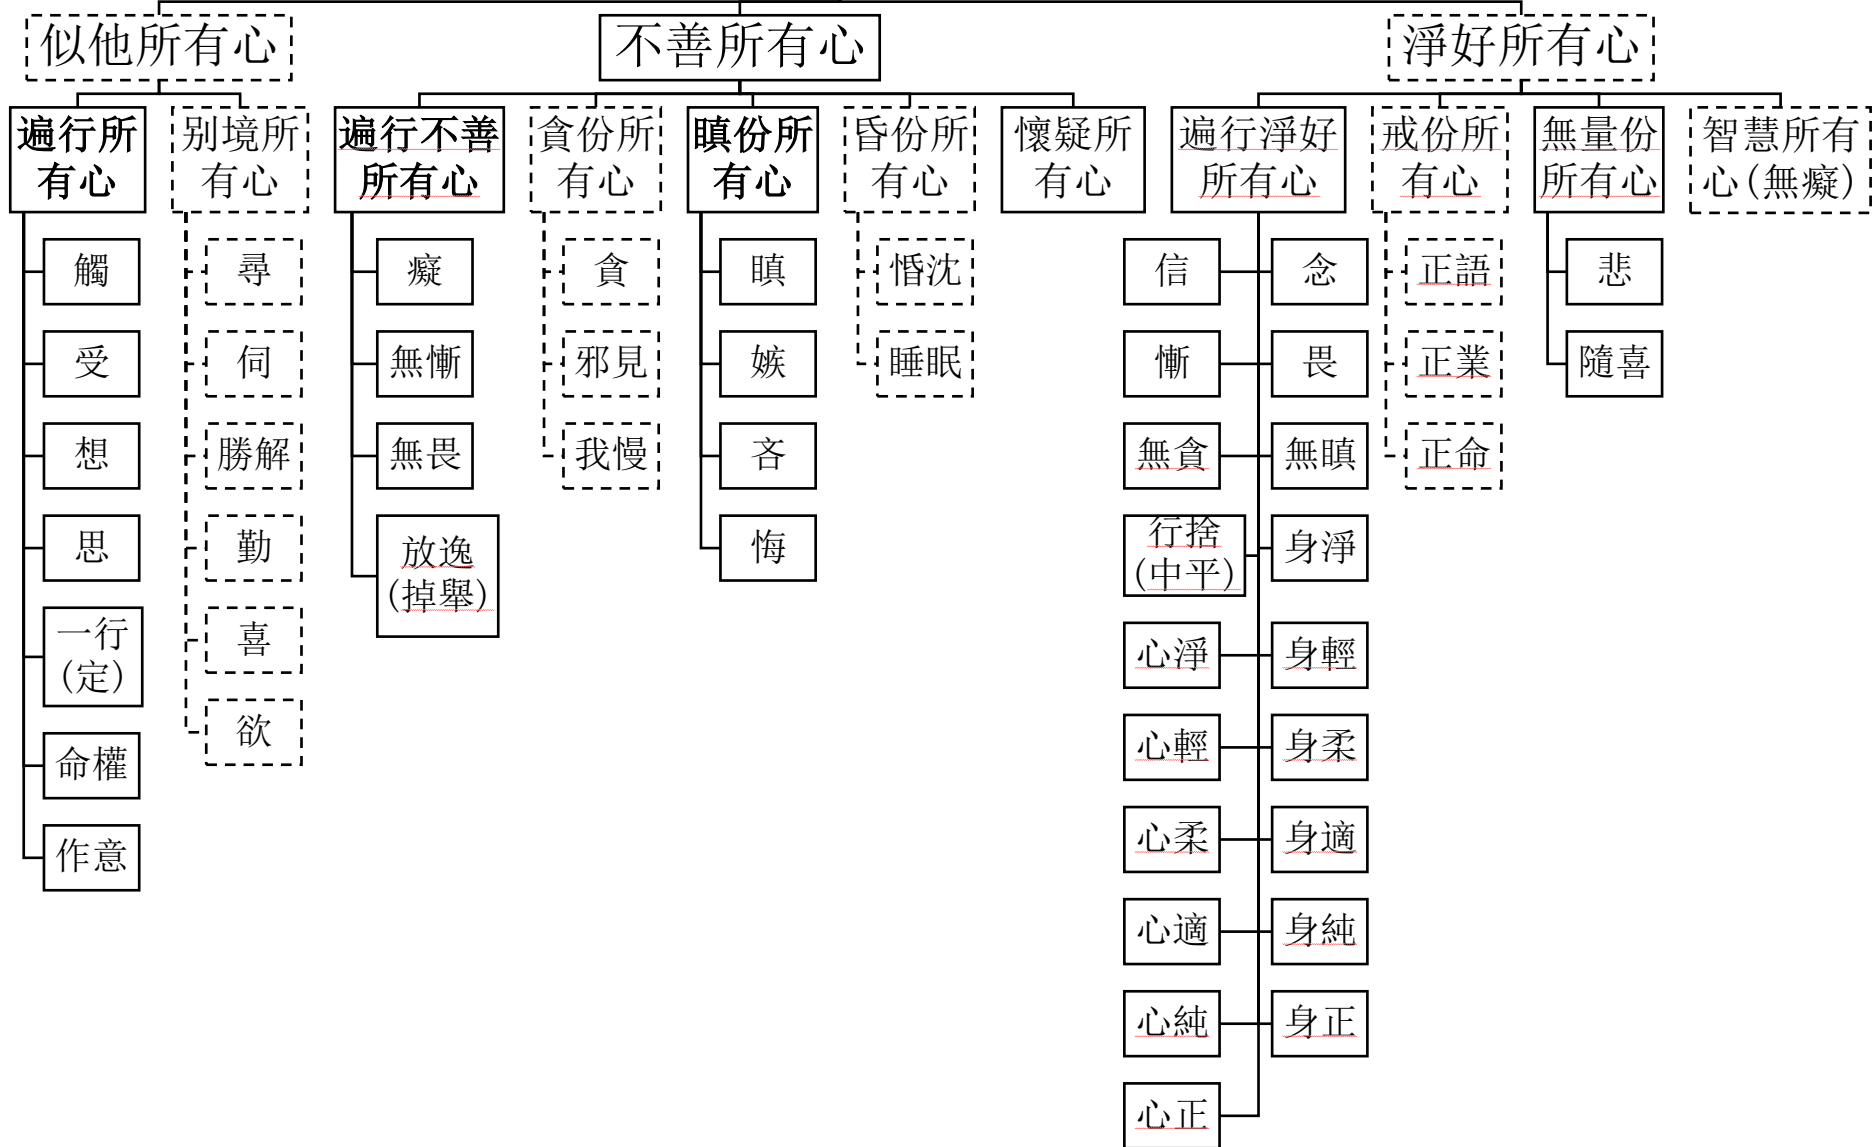 似他所有心
不善所有心
淨好所有心
遍行所
有心
別境所
有心
遍行不善
所有心
貪份所
有心
瞋份所
有心
昏份所
有心
懷疑所
有心
遍行淨好
所有心
戒份所
有心
無量份
所有心
智慧所有
心(無癡)
觸
受
想
思
一行
(定)
命權
作意
尋
伺
勝解
勤
喜
欲
癡
無慚
無畏
放逸
(掉舉)
貪
邪見
我慢
瞋
嫉
吝
悔
惛沈
睡眠
信
念
慚
畏
無貪
無瞋
行捨
(中平)
身淨
心淨
身輕
心輕
身柔
心柔
身適
心適
身純
心純
身正
心正
正語
正業
正命
悲
隨喜